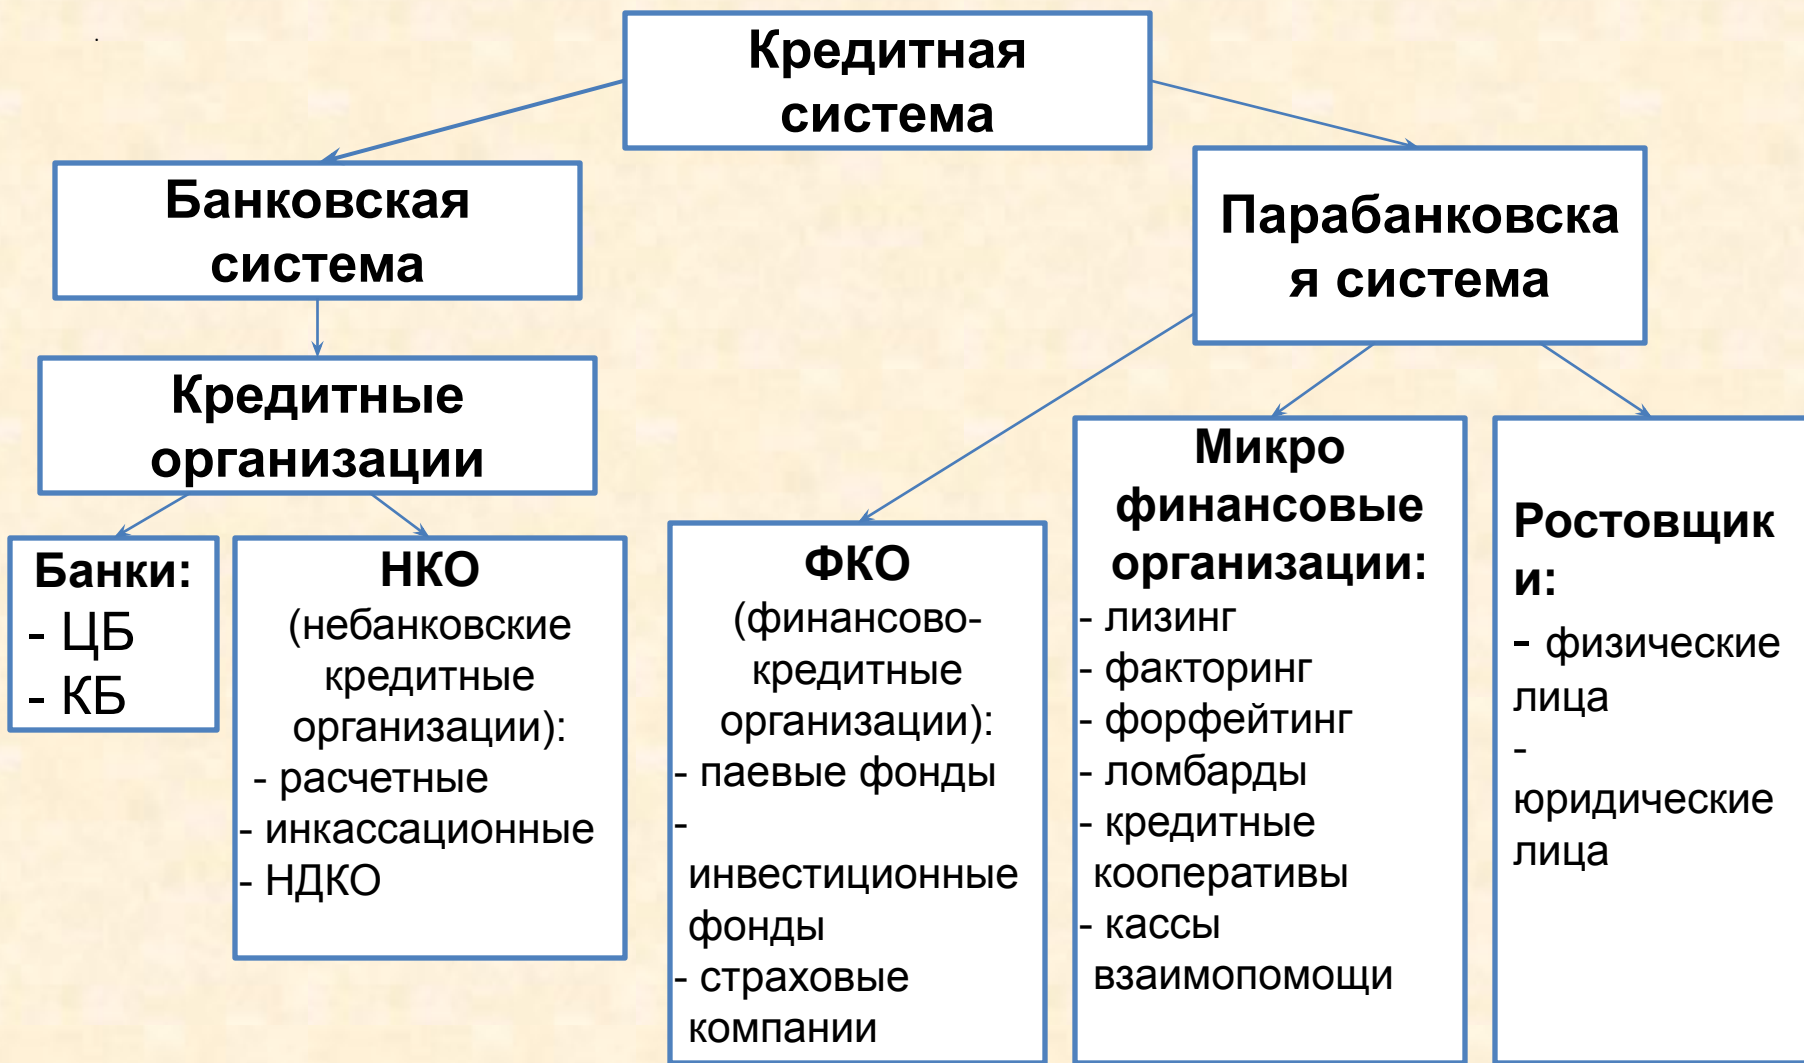 Кредитная
система
Банковская
система
Парабанковска
я система
Кредитные
организации
Банки:
- ЦБ
- КБ
НКО
(небанковские
кредитные
организации):
- расчетные
- инкассационные
- НДКО
ФКО
(финансово-
кредитные
организации):
- паевые фонды
-
инвестиционные
фонды
- страховые
компании
Микро
финансовые
организации:
- лизинг
- факторинг
- форфейтинг
- ломбарды
- кредитные
кооперативы
- кассы
взаимопомощи
Ростовщик
и:
- физические
лица
-
юридические
лица